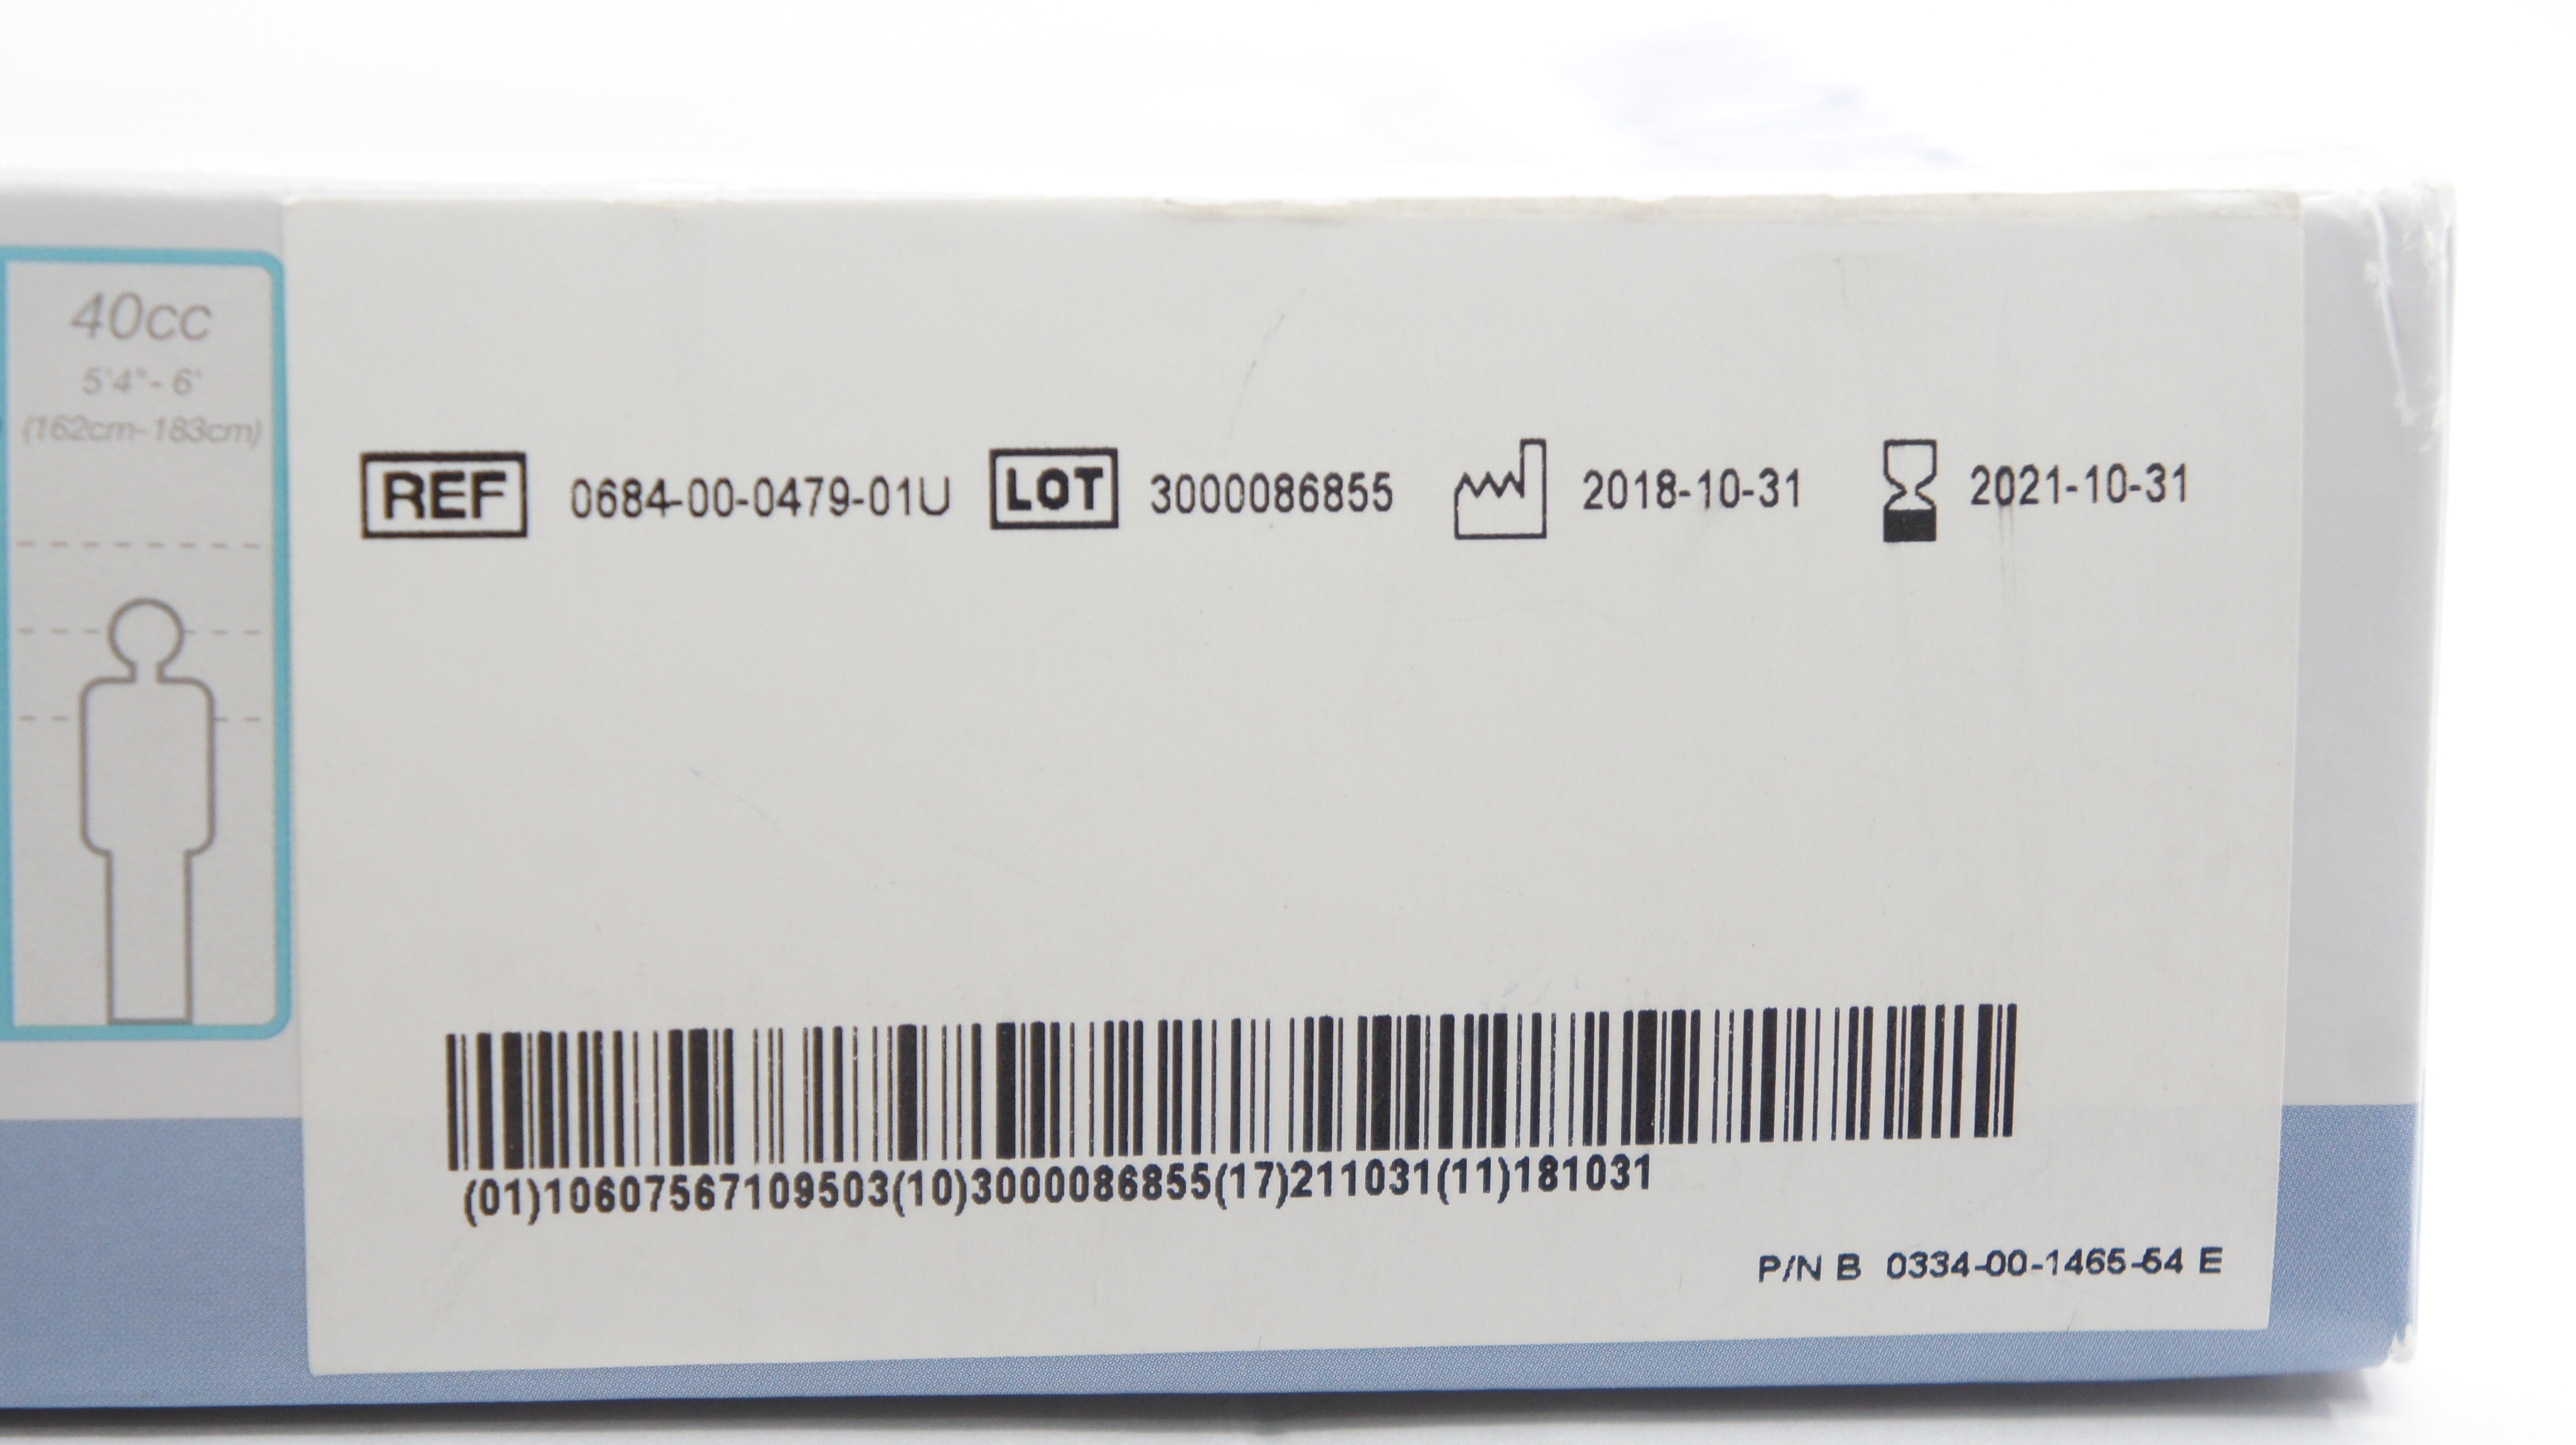 40cc
5'4"- 6'
(162cm-183cm)
REF 0684-00-0479-01U LOT 3000086855 2018-10-31 2021-10-31
(01)10607567109503(10)3000086855(17)211031(11)181031
P/N B 0334-00-1465-54 E